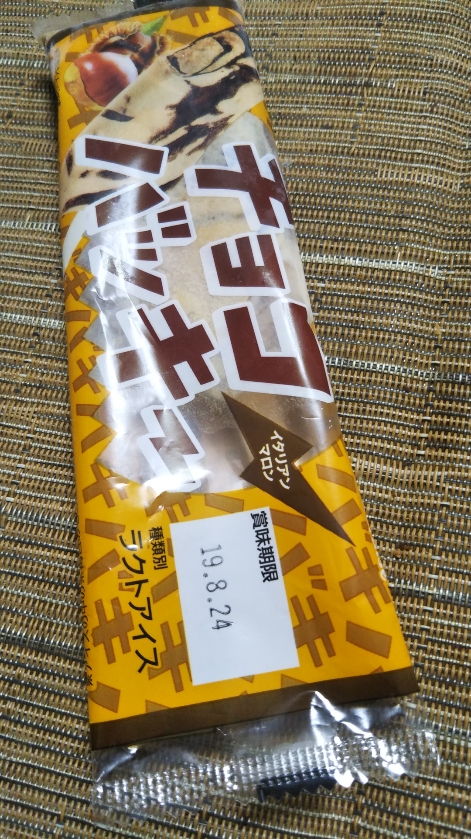 チョコ
バッキー
イタリアン
マロン
賞味期限
19.8.24
種類別
ラクトアイス